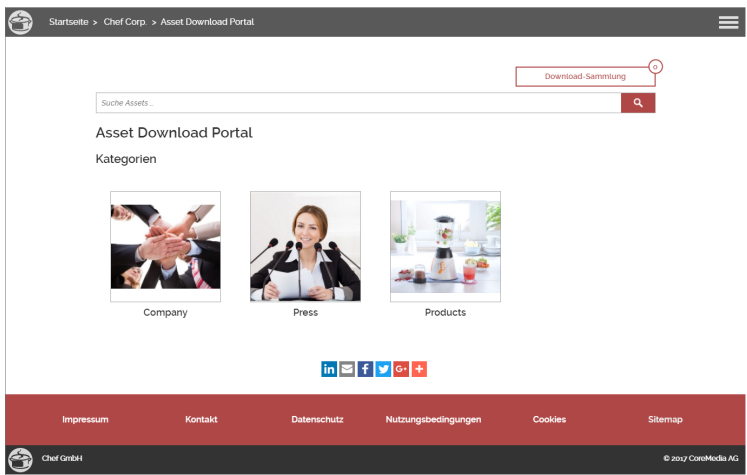 Startseite > Chef Corp. > Asset Download Portal
0
Download-Sammlung
Suche Assets ...
Asset Download Portal
Kategorien
Company Press Products
in f G+ +
Impressum Kontakt Datenschutz Nutzungsbedingungen Cookies Sitemap
Chef GmbH © 2017 CoreMedia AG